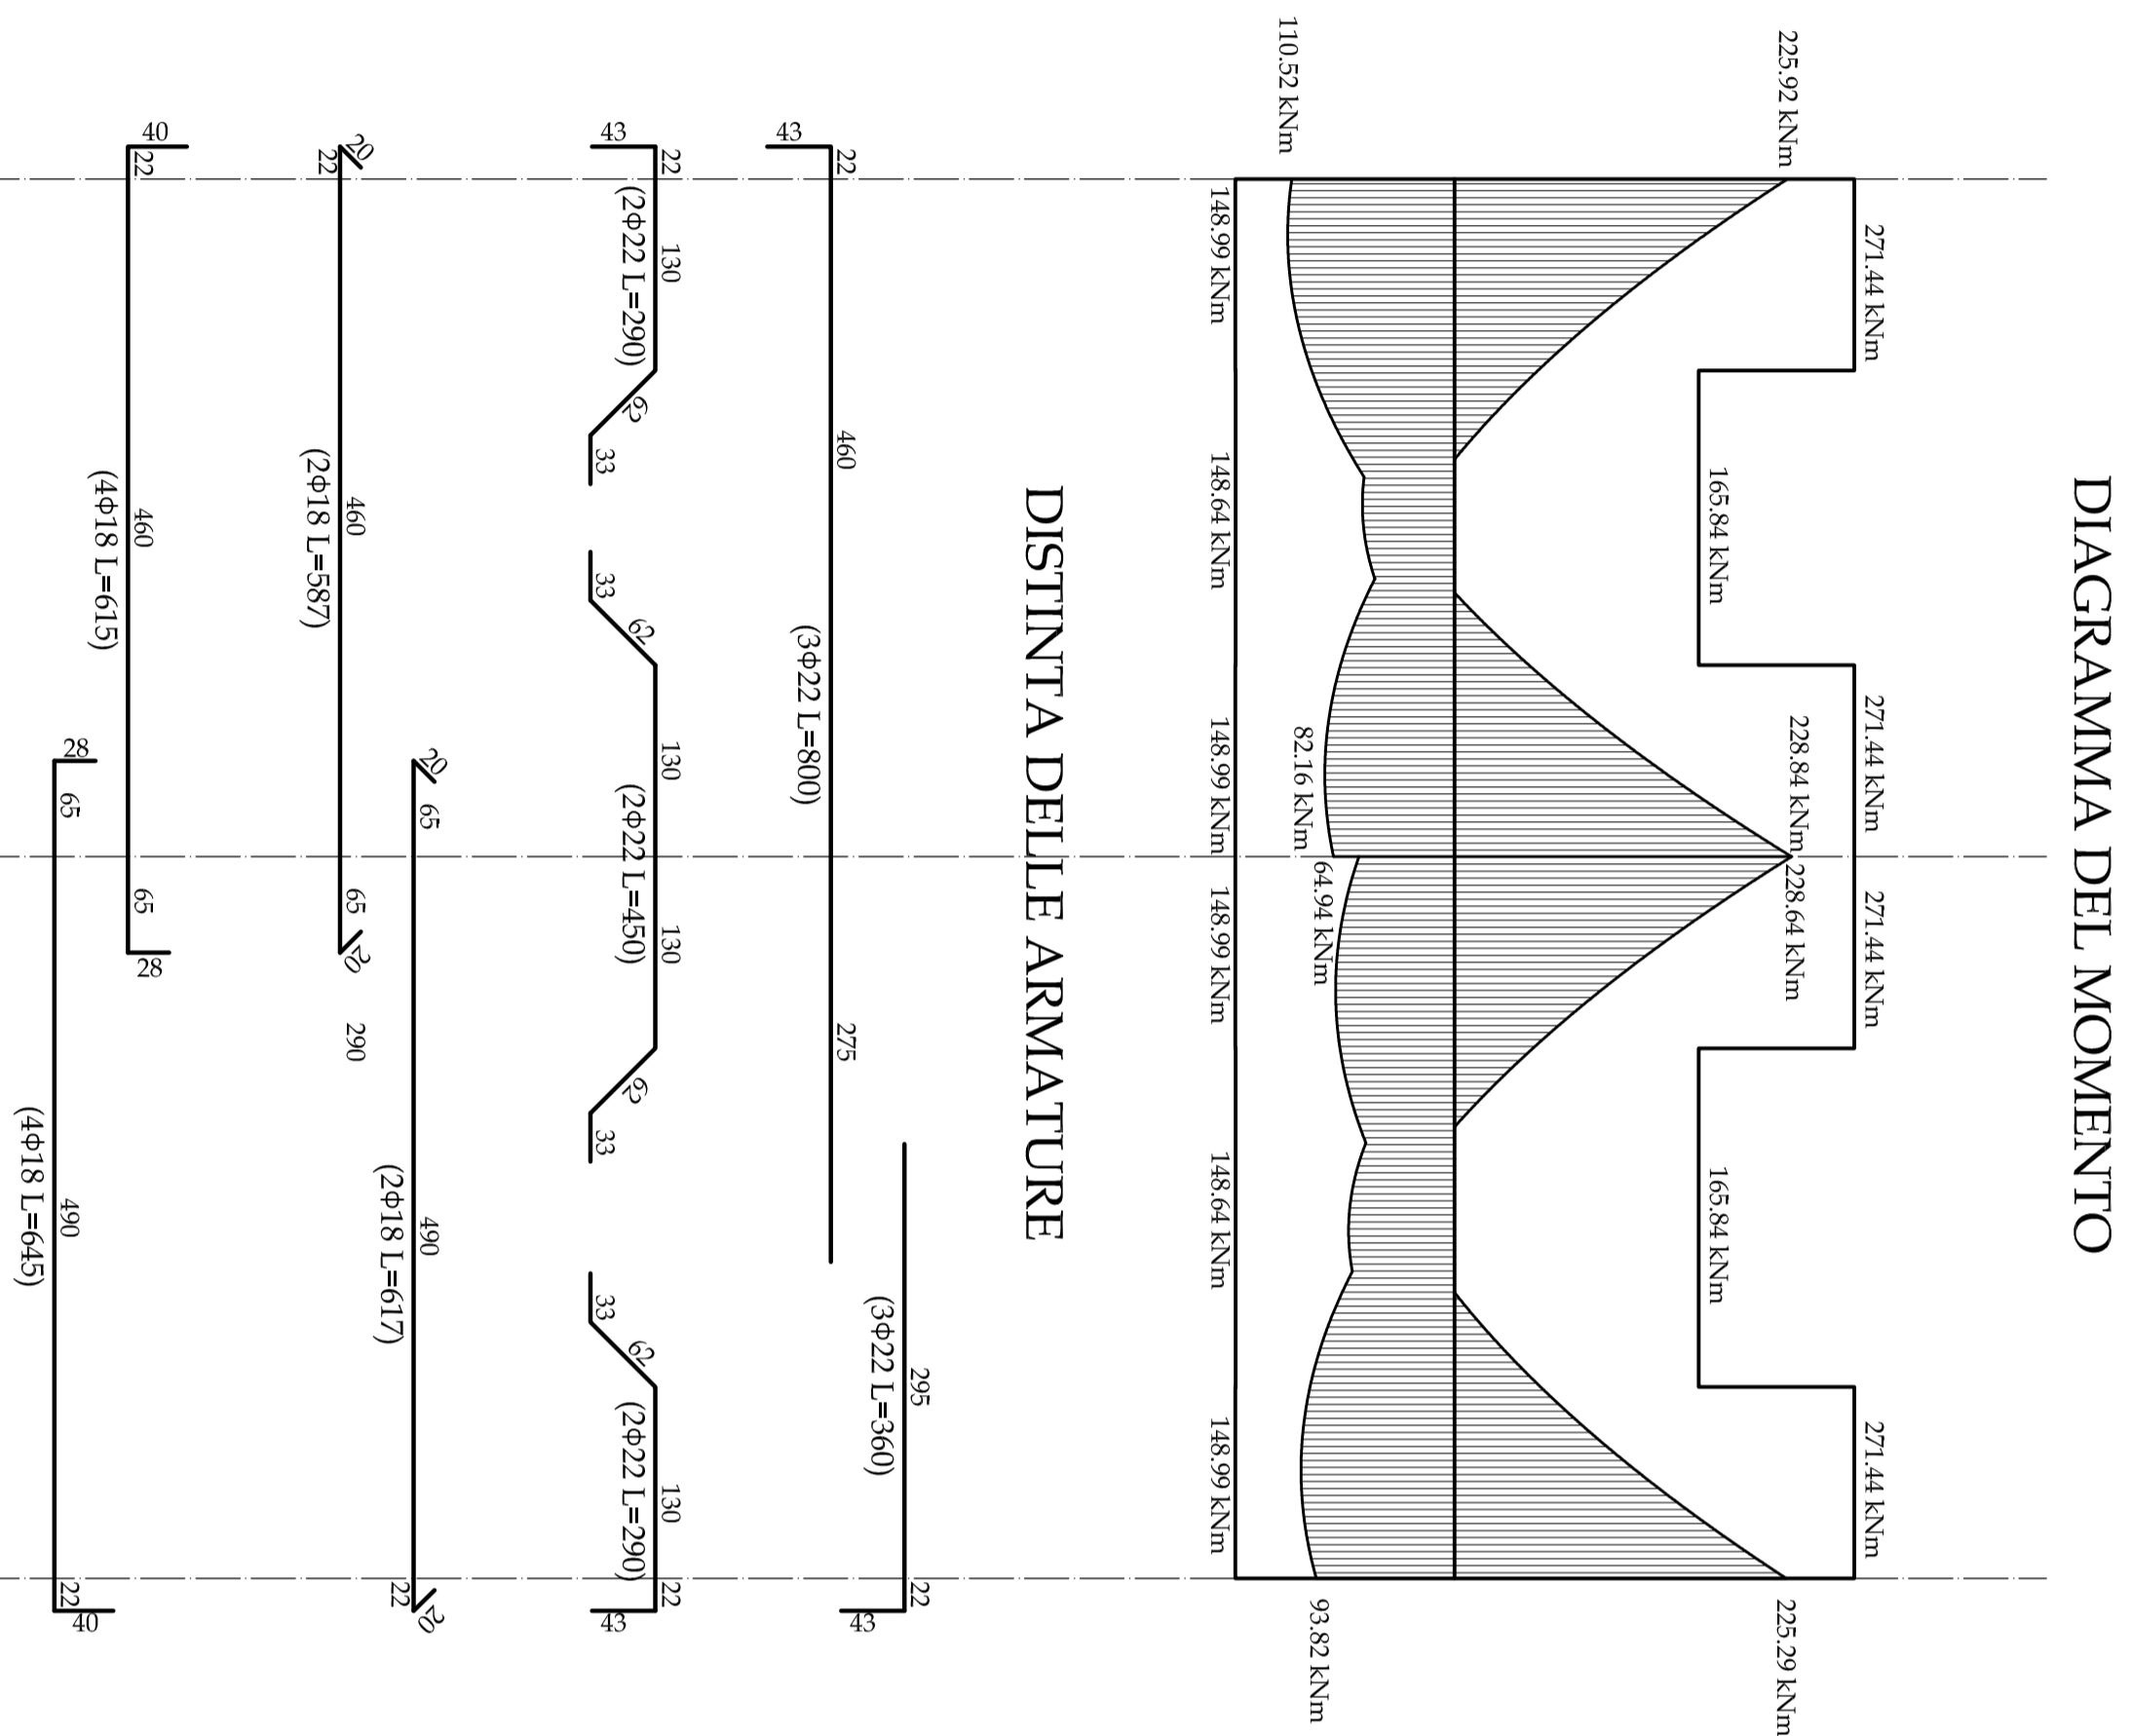 DIAGRAMMA DEL MOMENTO
271.44 kNm
271.44 kNm
271.44 kNm
271.44 kNm
225.92 kNm
228.84 kNm
228.64 kNm
225.29 kNm
165.84 kNm
165.84 kNm
110.52 kNm
82.16 kNm
64.94 kNm
93.82 kNm
148.99 kNm
148.64 kNm
148.99 kNm
148.99 kNm
148.64 kNm
148.99 kNm
DISTINTA DELLE ARMATURE
295
22
(3Φ22 L=360)
43
22
460
275
43
(3Φ22 L=800)
22
130
130
130
130
22
43
(2Φ22 L=290)
62
33
33
62
(2Φ22 L=450)
62
33
33
62
(2Φ22 L=290)
43
20
65
490
(2Φ18 L=617)
22
20
20
22
460
65
20
290
(2Φ18 L=587)
40
22
460
65
28
(4Φ18 L=615)
28
65
490
22
40
(4Φ18 L=645)